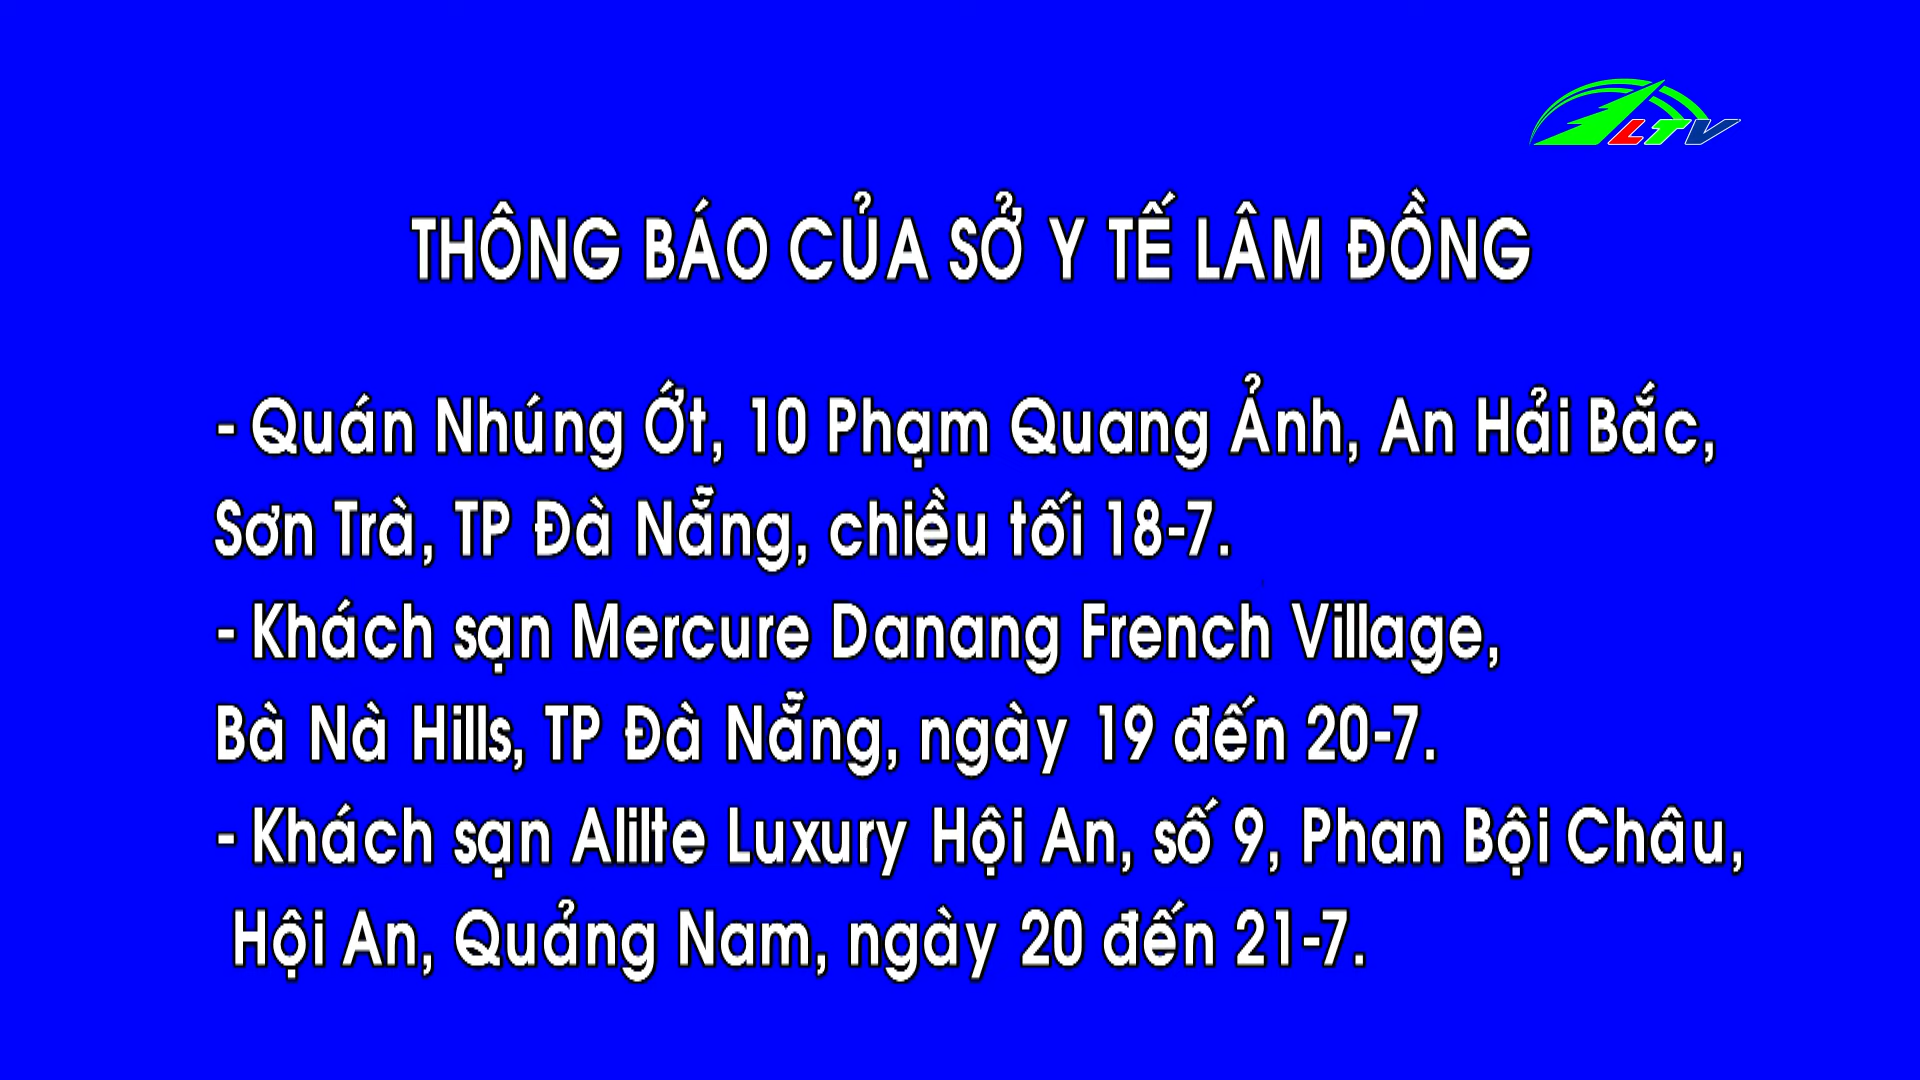 LTV
THÔNG BÁO CỦA SỞ Y TẾ LÂM ĐỒNG
- Quán Nhúng Ớt, 10 Phạm Quang Ảnh, An Hải Bắc,
Sơn Trà, TP Đà Nẵng, chiều tối 18-7.
- Khách sạn Mercure Danang French Village,
Bà Nà Hills, TP Đà Nẵng, ngày 19 đến 20-7.
- Khách sạn Alilte Luxury Hội An, số 9, Phan Bội Châu,
Hội An, Quảng Nam, ngày 20 đến 21-7.